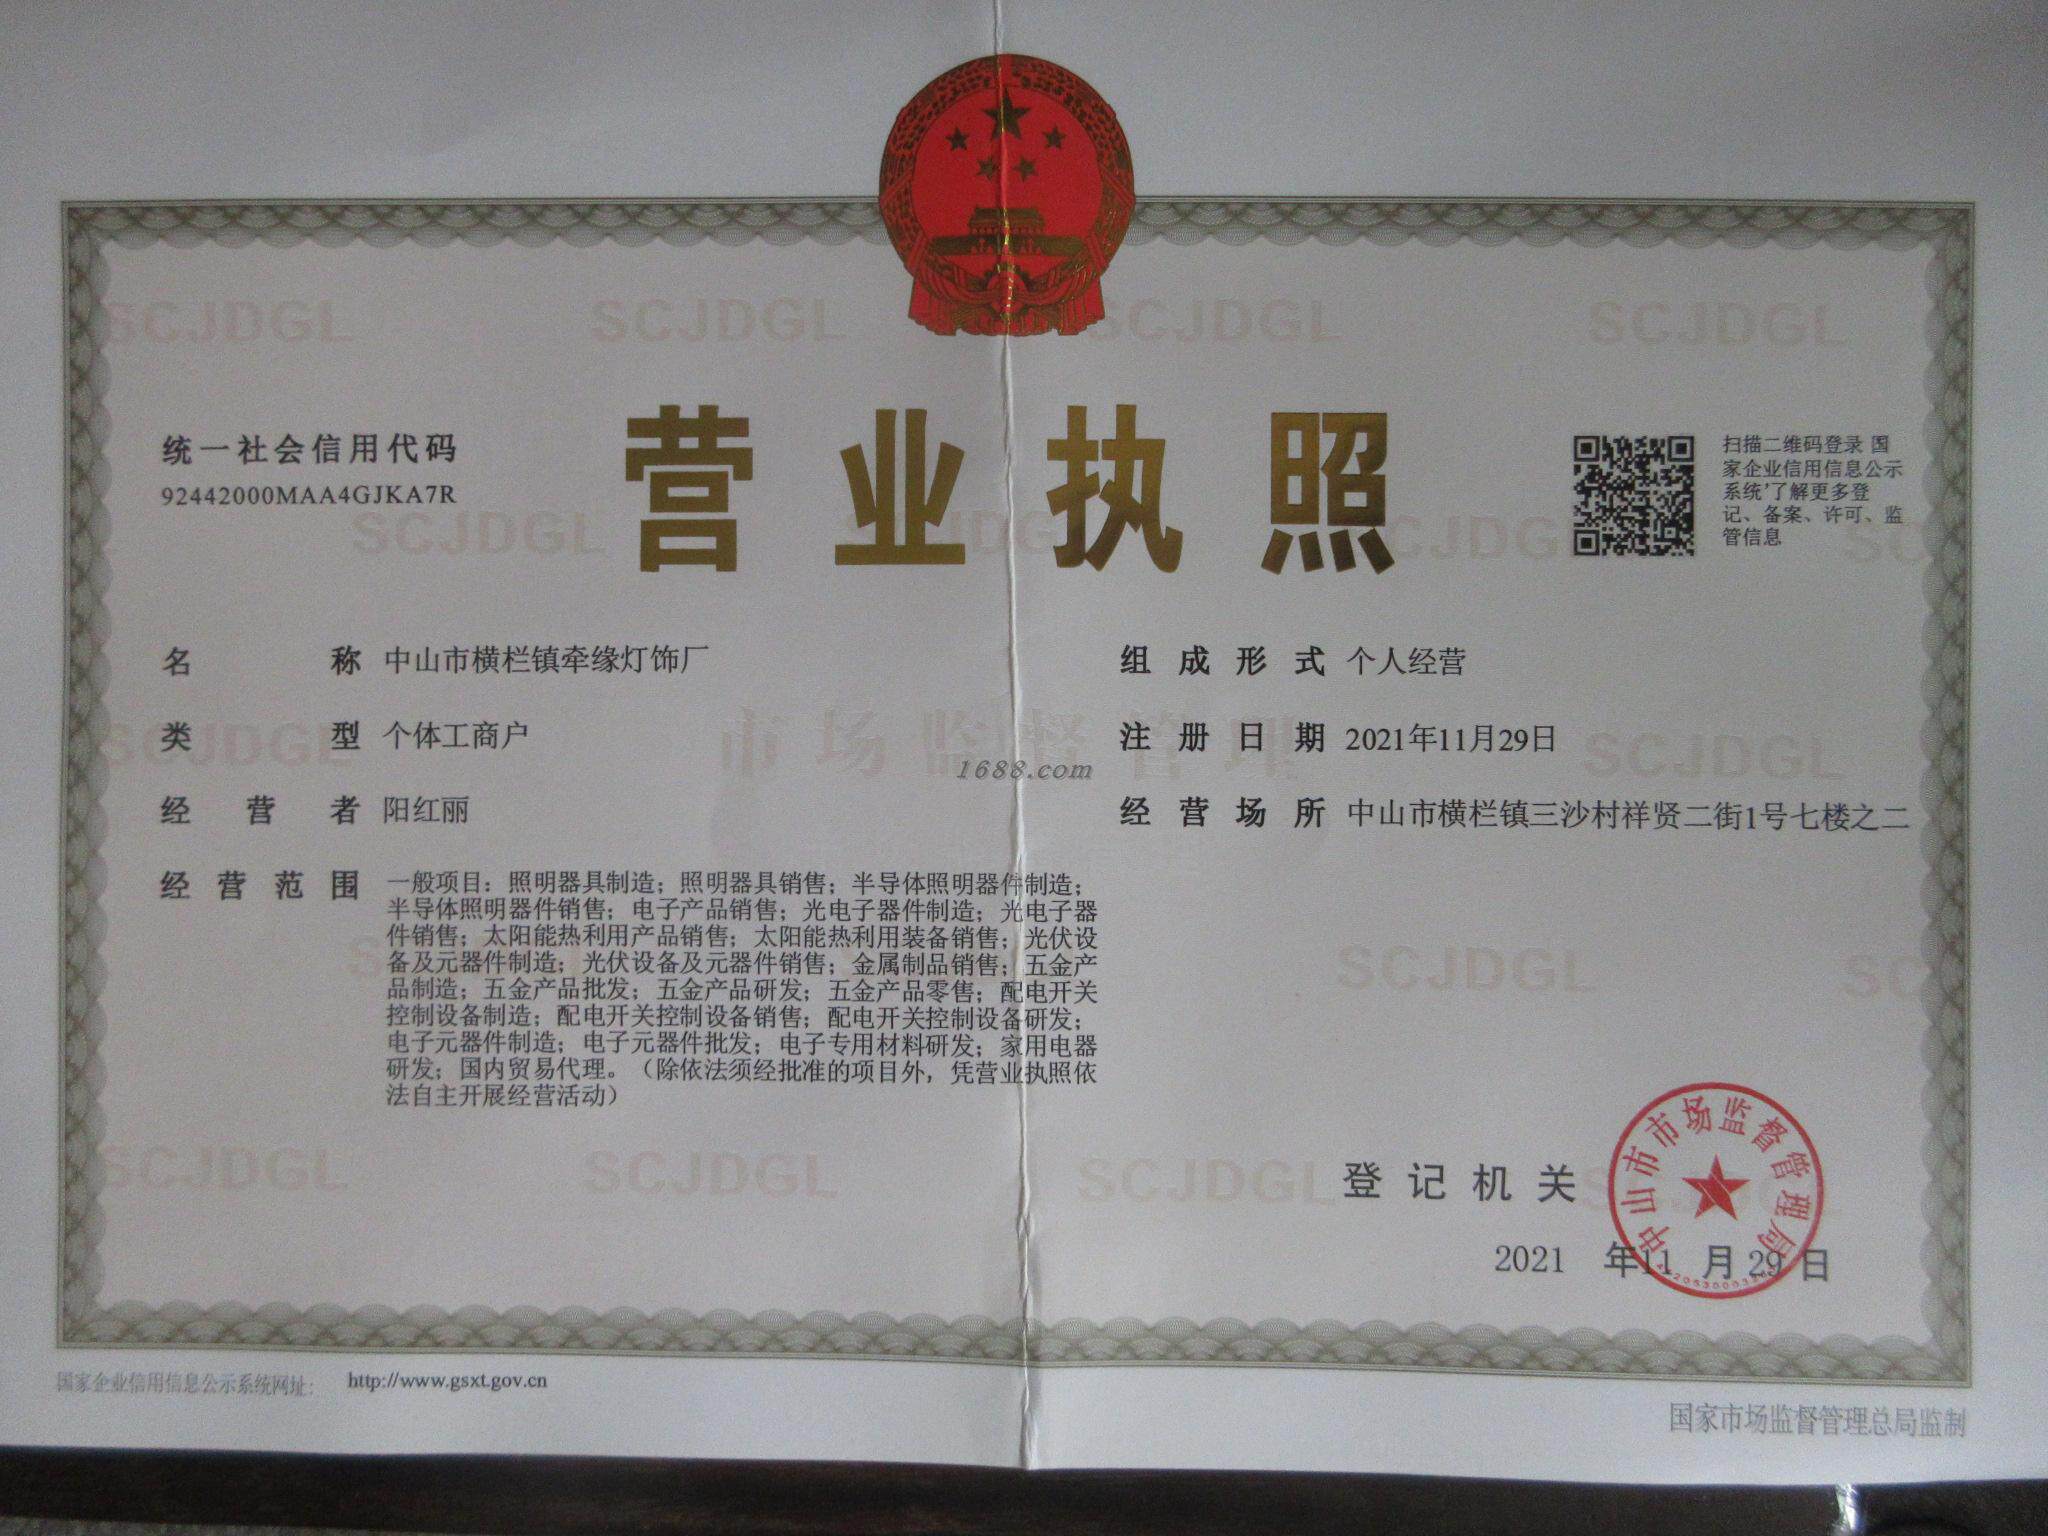 SCJDGL SCJDGL SCJDGL SCJDGL
营业执照
统一社会信用代码
92442000MAA4GJKA7R
扫描二维码登录 国
家企业信用信息公示
系统'了解更多登
记、备案、许可、监
管信息
SCJDGL
名称 中山市横栏镇牵缘灯饰厂
组成形式 个人经营
类型 个体工商户
注册日期 2021年11月29日
市场监督管理
1688.com
SCJDGL SCJDGL
经营者 阳红丽
经营场所 中山市横栏镇三沙村祥贤二街1号七楼之二
经营范围 一般项目：照明器具制造；照明器具销售；半导体照明器件制造；
半导体照明器件销售；电子产品销售；光电子器件制造；光电子器
件销售；太阳能热利用产品销售；太阳能热利用装备销售；光伏设
备及元器件制造；光伏设备及元器件销售；金属制品销售；五金产
品制造；五金产品批发；五金产品研发；五金产品零售；配电开关
控制设备制造；配电开关控制设备销售；配电开关控制设备研发；
电子元器件制造；电子元器件批发；电子专用材料研发；家用电器
研发；国内贸易代理。（除依法须经批准的项目外，凭营业执照依
法自主开展经营活动）
SCJDGL
SCJDGL SCJDGL SCJDGL
登记机关
中山市市场监督管理局
2021 年11 月29日
国家企业信用信息公示系统网址： http://www.gsxt.gov.cn
国家市场监督管理总局监制